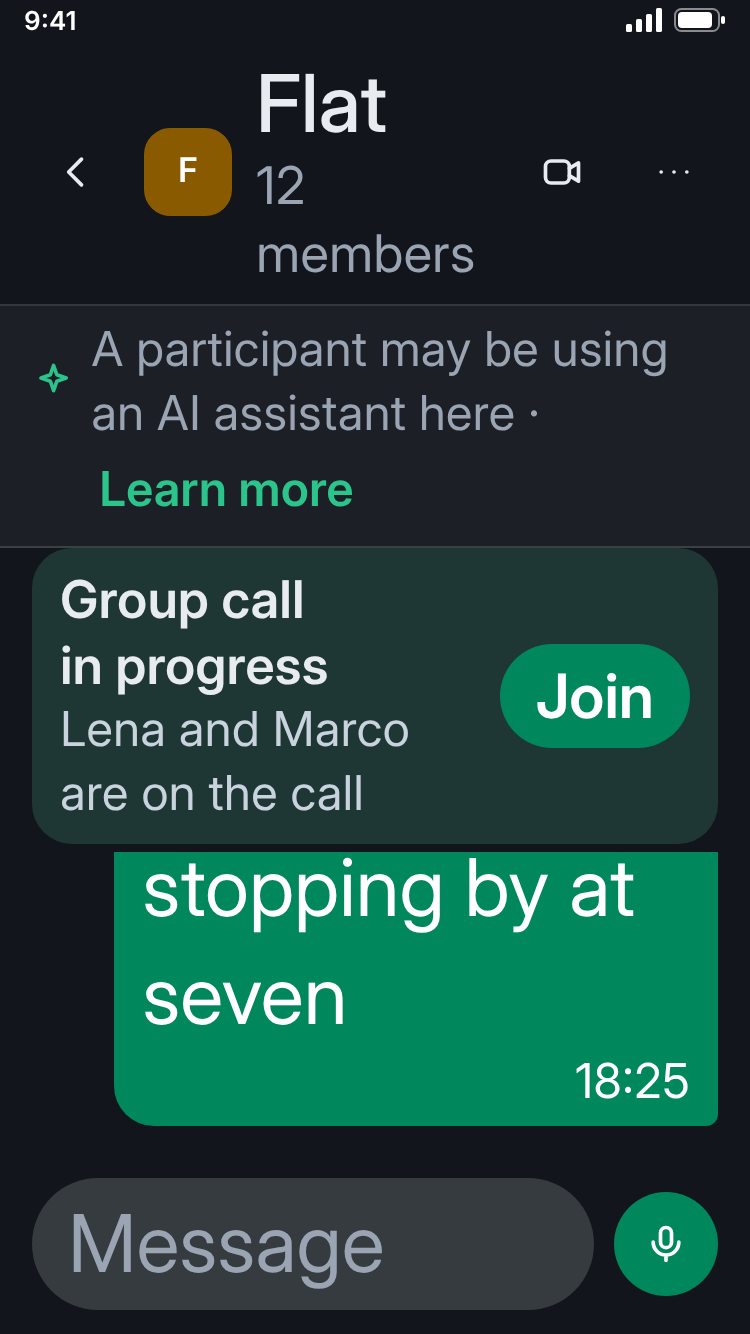 9:41
Flat
F
12
members
A participant may be using
an AI assistant here ·
Learn more
Group call
in progress
Lena and Marco
are on the call
Join
stopping by at
seven
18:25
Message